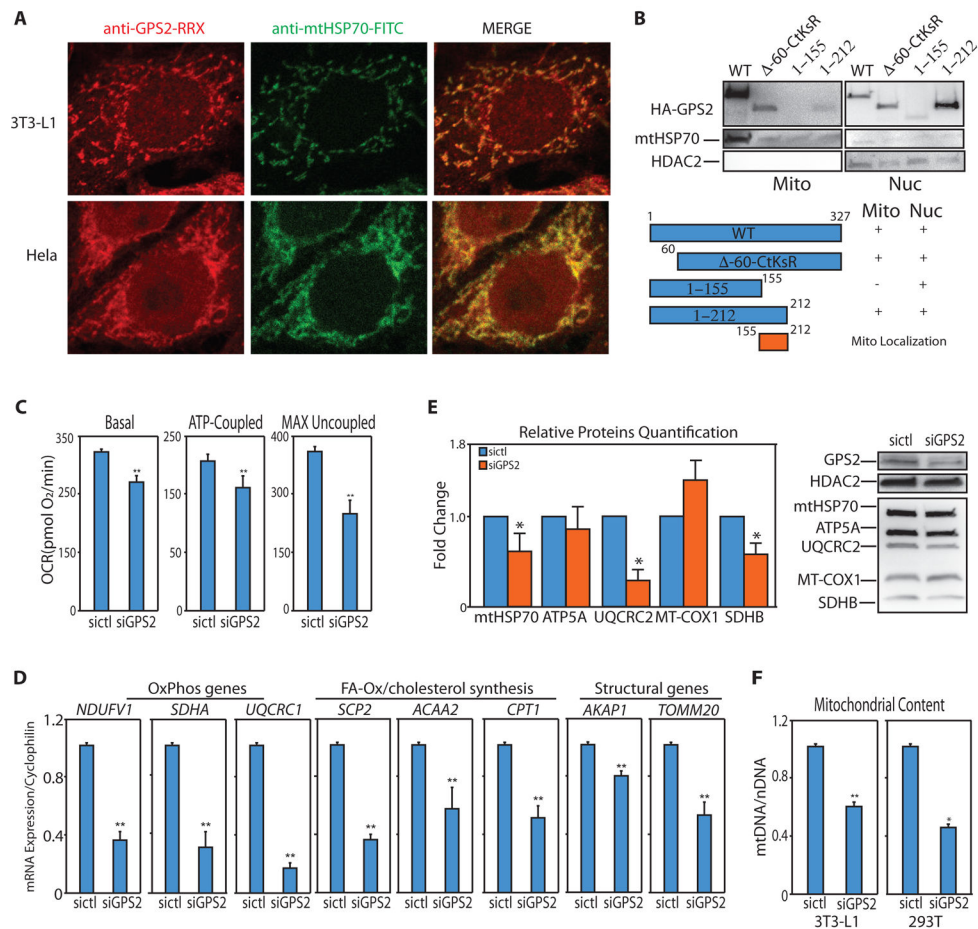 A
anti-GPS2-RRX
anti-mtHSP70-FITC
MERGE
3T3-L1
Hela
B
WT
Δ-60-CtKsR
1–155
1–212
WT
Δ-60-CtKsR
1–155
1–212
HA-GPS2
mtHSP70
HDAC2
Mito
Nuc
1
327
Mito
Nuc
WT
+
+
60
Δ-60-CtKsR
+
+
155
1–155
-
+
212
1–212
+
+
155
212
Mito Localization
C
Basal
ATP-Coupled
MAX Uncoupled
OCR(pmol O₂/min)
350
250
150
0
**
sictl siGPS2
250
150
50
0
**
sictl siGPS2
400
300
150
0
**
sictl siGPS2
E
Relative Proteins Quantification
Fold Change
1.8
1.0
0
sictl
siGPS2
*
*
*
mtHSP70 ATP5A UQCRC2 MT-COX1 SDHB
sictl siGPS2
GPS2
HDAC2
mtHSP70
ATP5A
UQCRC2
MT-COX1
SDHB
D
OxPhos genes
FA-Ox/cholesterol synthesis
Structural genes
NDUFV1 SDHA UQCRC1 SCP2 ACAA2 CPT1 AKAP1 TOMM20
mRNA Expression/Cyclophilin
1.2
0.8
0.4
0
** ** ** ** ** ** ** **
sictl siGPS2 sictl siGPS2 sictl siGPS2 sictl siGPS2 sictl siGPS2 sictl siGPS2 sictl siGPS2 sictl siGPS2
F
Mitochondrial Content
mtDNA/nDNA
1.2
0.8
0.4
0
**
*
sictl siGPS2 sictl siGPS2
3T3-L1 293T